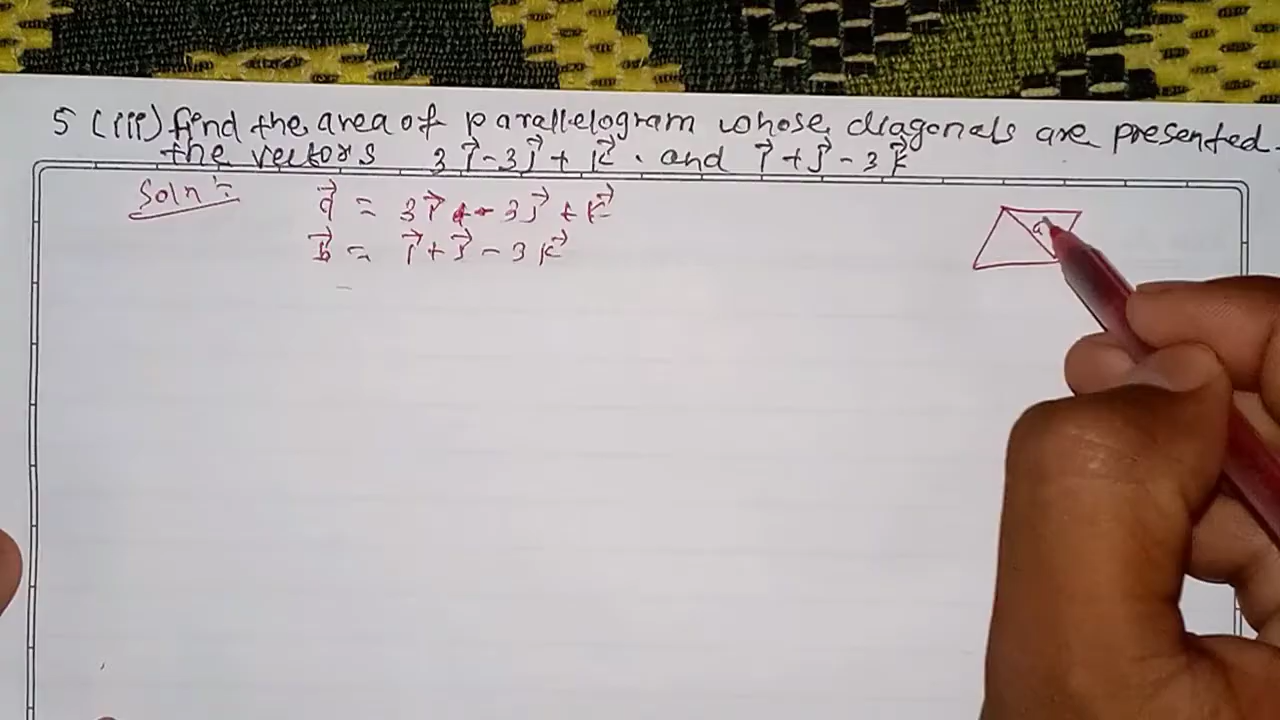 5 (iii) find the area of parallelogram whose diagonals are presented
the vectors 3i⃗-3j⃗+k⃗. and i⃗+j⃗-3k⃗
Soln:
a⃗ = 3i⃗ - 3j⃗ + k⃗
b⃗ = i⃗ + j⃗ - 3k⃗
a